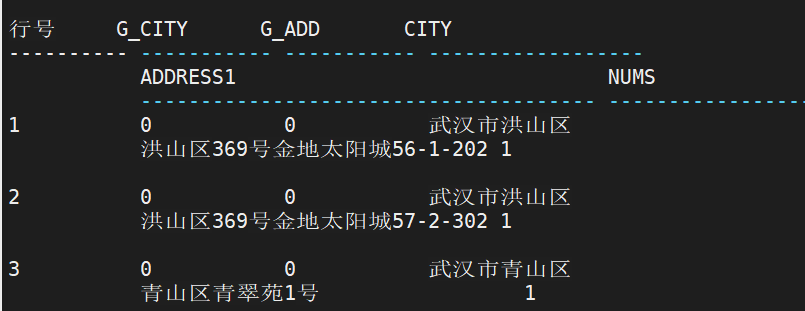 行号 G_CITY G_ADD CITY
---------- ----------- ----------- ------------------
ADDRESS1 NUMS
-------------------------------------- -----------------
1 0 0 武汉市洪山区
洪山区369号金地太阳城56-1-202 1
2 0 0 武汉市洪山区
洪山区369号金地太阳城57-2-302 1
3 0 0 武汉市青山区
青山区青翠苑1号 1